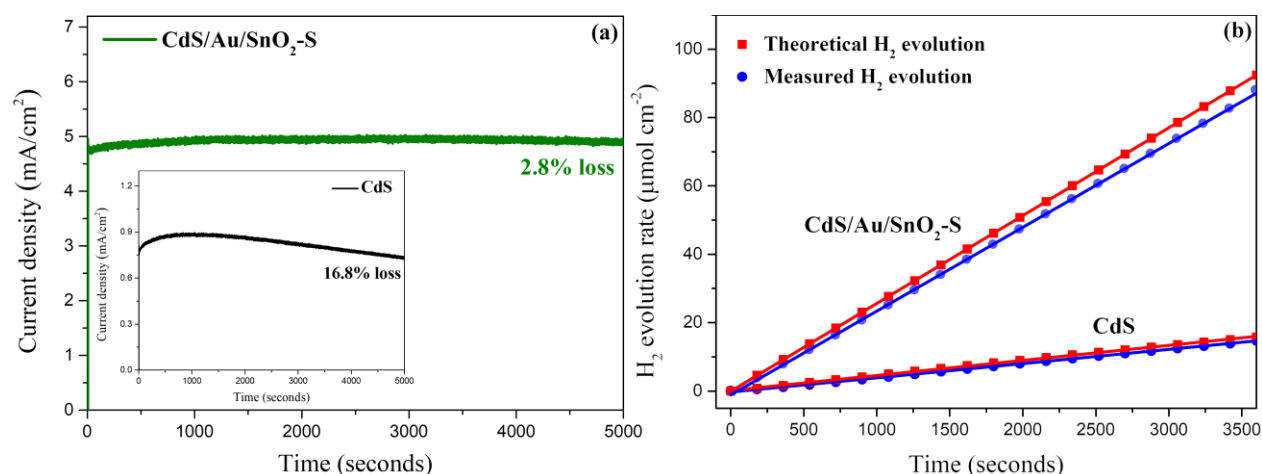 CdS/Au/SnO₂-S
(a)
7
6
5
4
3
2
1
0
Current density (mA/cm²)
2.8% loss
CdS
1.2
0.9
0.6
0.3
0.0
Current density (mA/cm²)
16.8% loss
0
1000
2000
3000
4000
5000
Time (seconds)
0
1000
2000
3000
4000
5000
Time (seconds)
(b)
Theoretical H₂ evolution
Measured H₂ evolution
100
80
60
40
20
0
H₂ evolution rate (μmol cm⁻²)
CdS/Au/SnO₂-S
CdS
0
500
1000
1500
2000
2500
3000
3500
Time (seconds)